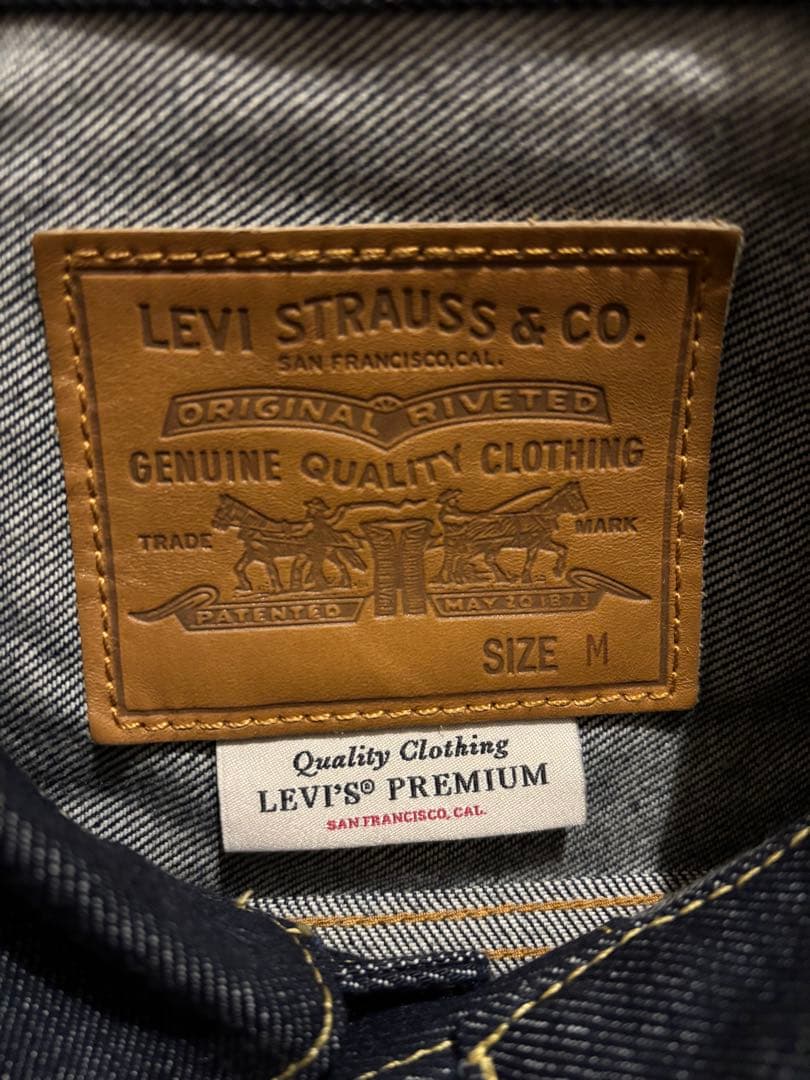 LEVI STRAUSS & CO.
SAN FRANCISCO, CAL.
ORIGINAL RIVETED
GENUINE QUALITY CLOTHING
TRADE MARK
PATENTED MAY 20 1873
SIZE M
Quality Clothing
LEVI'S® PREMIUM
SAN FRANCISCO, CAL.